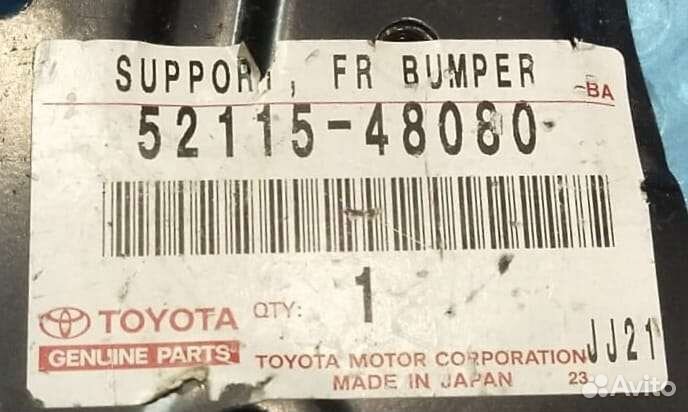 SUPPORT, FR BUMPER
-BA
52115-48080
QTY: 1
TOYOTA
GENUINE PARTS
JJ21
TOYOTA MOTOR CORPORATION
MADE IN JAPAN 23
Avito